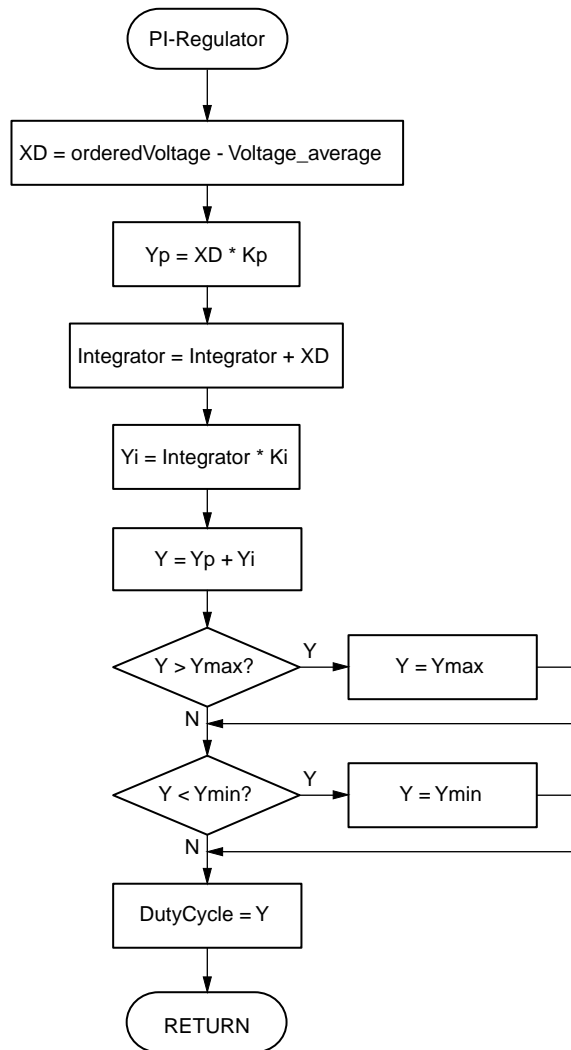 PI-Regulator
XD = orderedVoltage - Voltage_average
Yp = XD * Kp
Integrator = Integrator + XD
Yi = Integrator * Ki
Y = Yp + Yi
Y > Ymax?
Y
Y = Ymax
N
Y < Ymin?
Y
Y = Ymin
N
DutyCycle = Y
RETURN